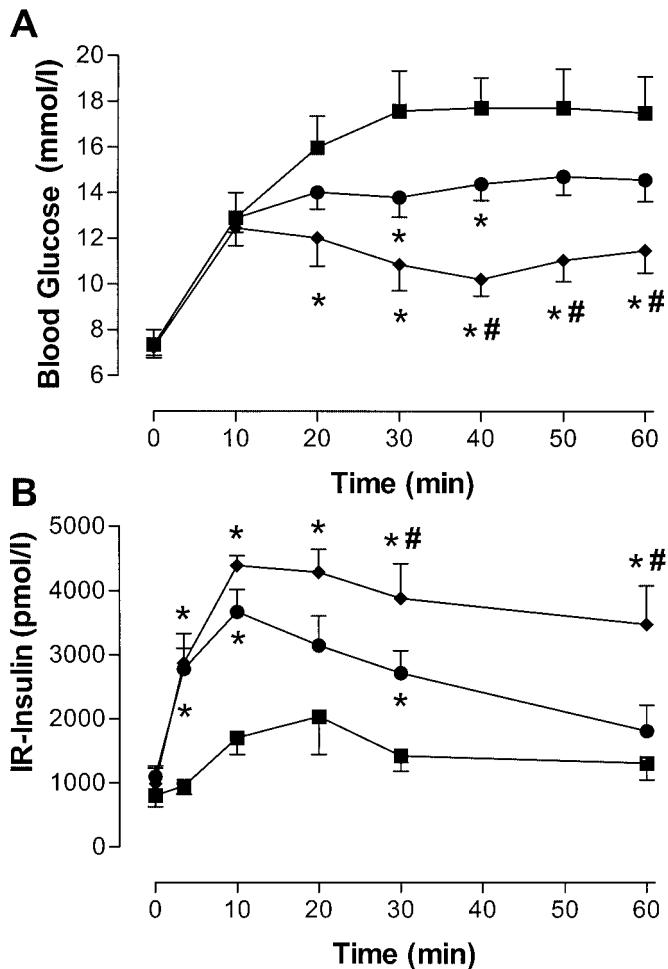 A
Blood Glucose (mmol/l)
20
18
16
14
12
10
8
6
* *
* * * # * # * #
0 10 20 30 40 50 60
Time (min)
B
IR-Insulin (pmol/l)
5000
4000
3000
2000
1000
0
* * * * # * #
* * *
0 10 20 30 40 50 60
Time (min)